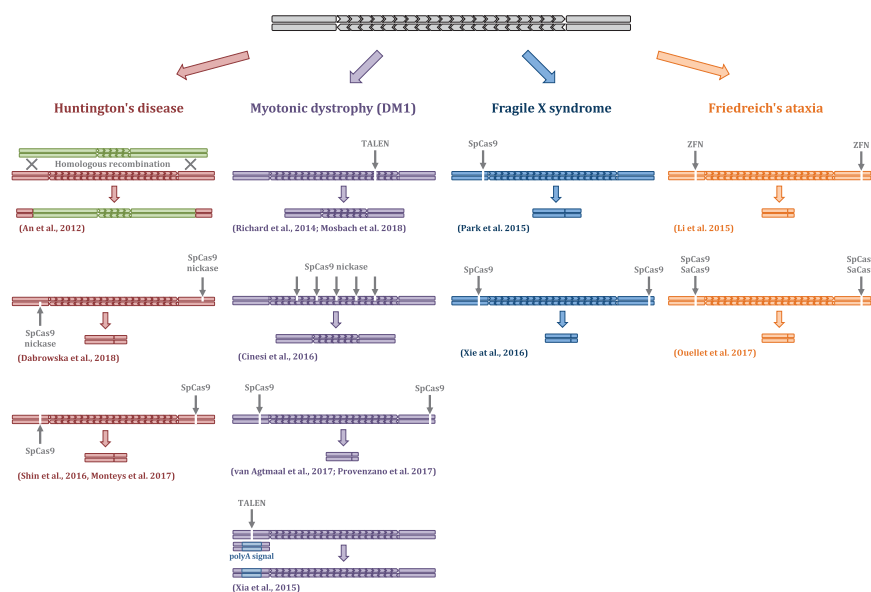 Huntington's disease
Myotonic dystrophy (DM1)
Fragile X syndrome
Friedreich's ataxia
Homologous recombination
(An et al., 2012)
TALEN
(Richard et al., 2014; Mosbach et al. 2018)
SpCas9
(Park et al. 2015)
ZFN
ZFN
(Li et al. 2015)
SpCas9
nickase
SpCas9
nickase
(Dabrowska et al., 2018)
SpCas9 nickase
(Cinesi et al., 2016)
SpCas9
SpCas9
(Xie at al., 2016)
SpCas9
SaCas9
SpCas
SaCas
(Ouellet et al. 2017)
SpCas9
SpCas9
(Shin et al., 2016, Monteys et al. 2017)
SpCas9
SpCas9
(van Agtmaal et al., 2017; Provenzano et al. 2017)
TALEN
polyA signal
(Xia et al., 2015)